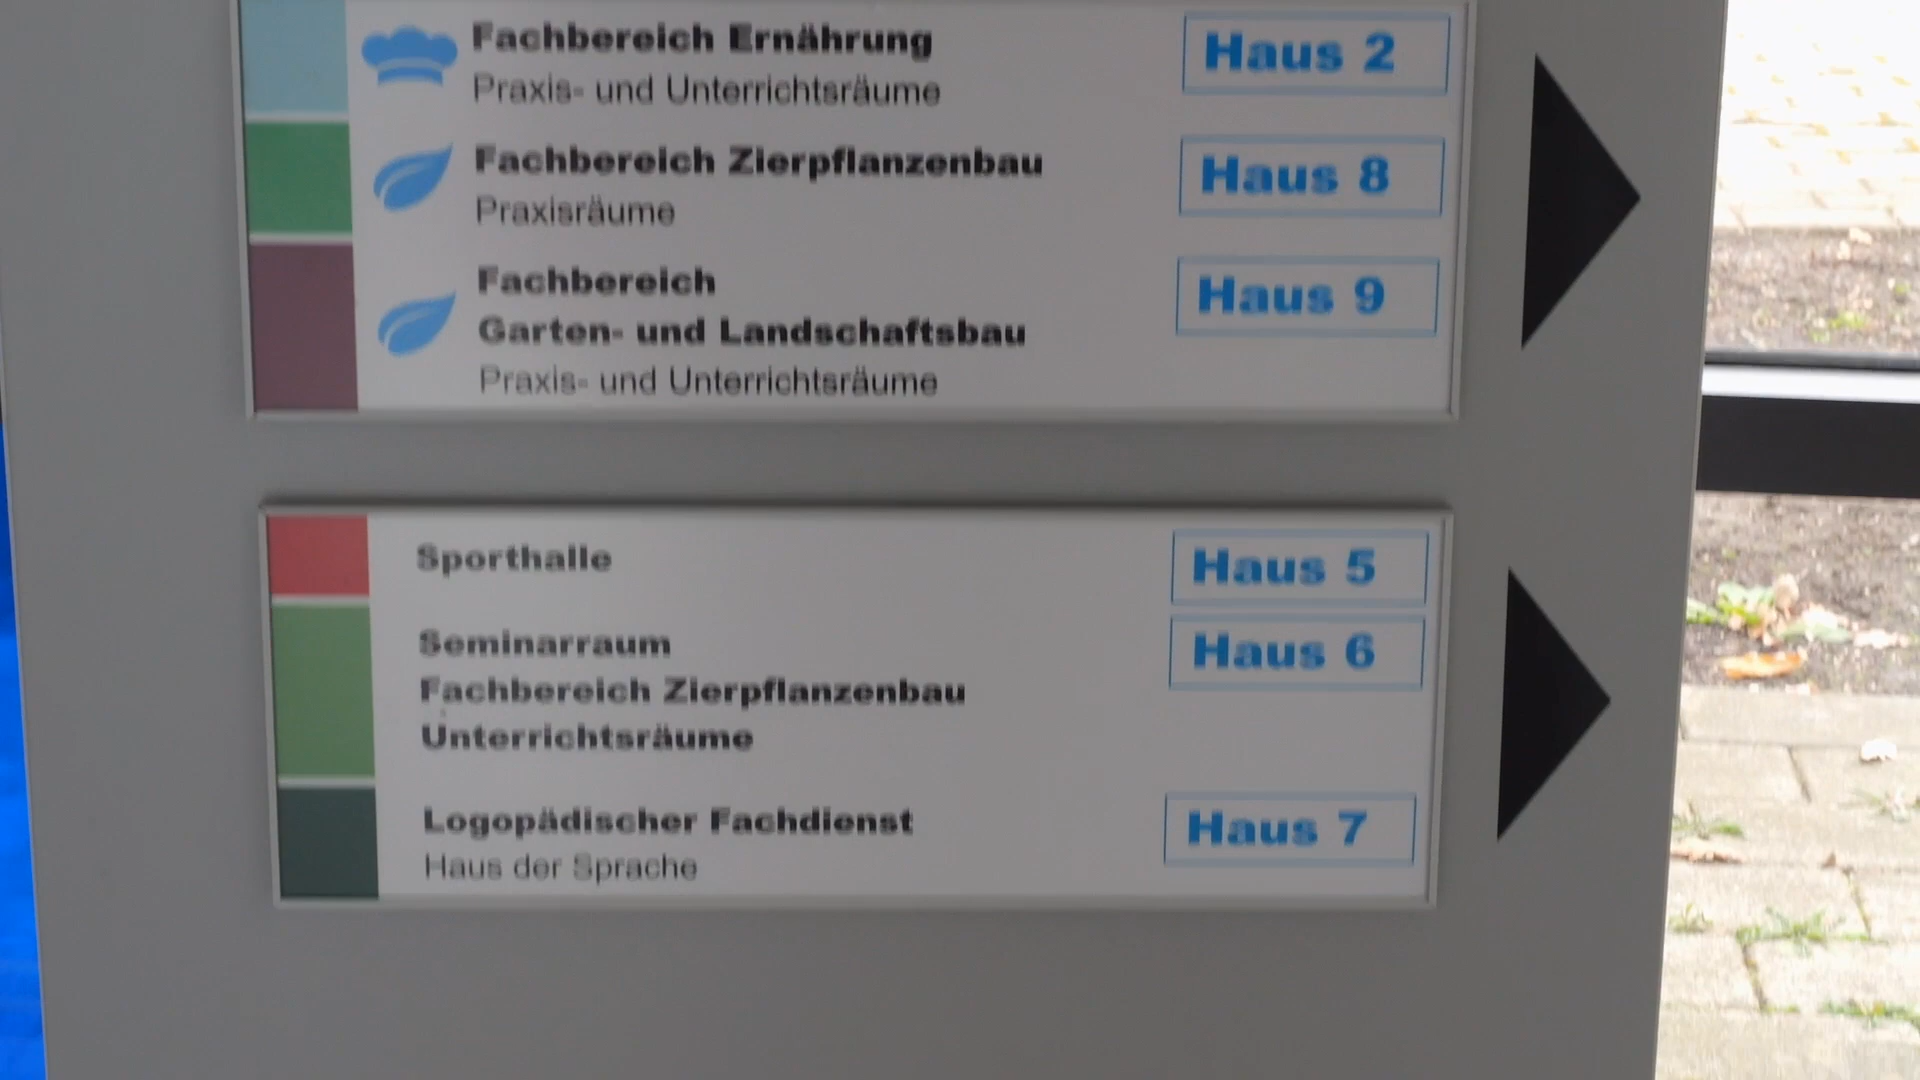 Fachbereich Ernährung
Praxis- und Unterrichtsräume
Haus 2
Fachbereich Zierpflanzenbau
Praxisräume
Haus 8
Fachbereich
Garten- und Landschaftsbau
Praxis- und Unterrichtsräume
Haus 9
Sporthalle
Haus 5
Seminarraum
Fachbereich Zierpflanzenbau
Unterrichtsräume
Haus 6
Logopädischer Fachdienst
Haus der Sprache
Haus 7